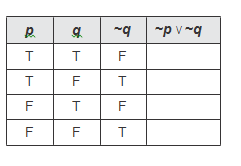 p q ~q ~p ∨ ~q
T T F
T F T
F T F
F F T